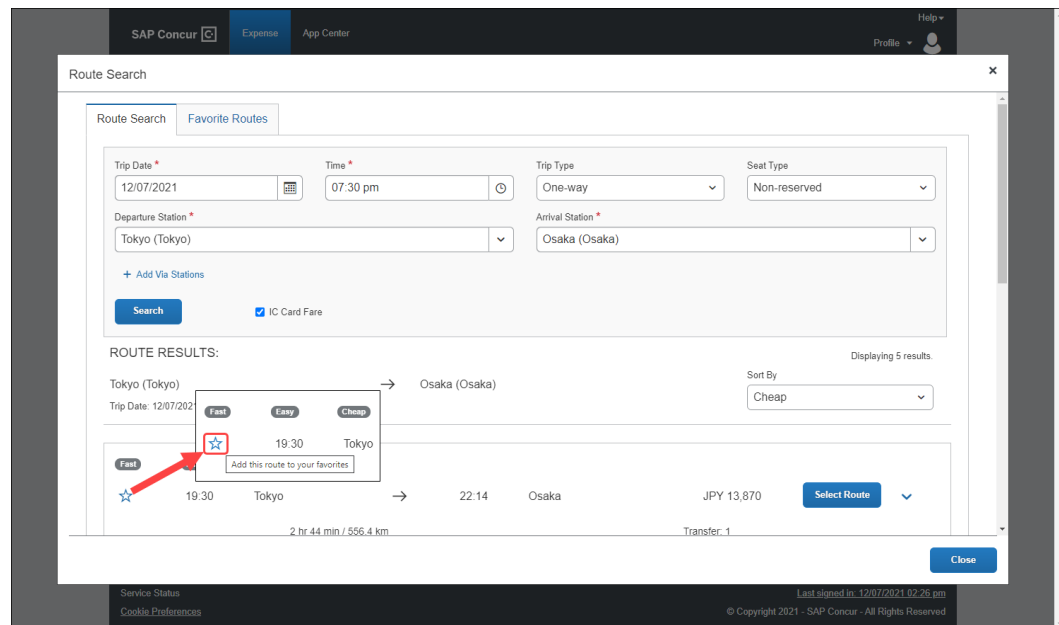 Help
SAP Concur C Expense App Center
Profile
Route Search ×
Route Search Favorite Routes
Trip Date * Time * Trip Type Seat Type
12/07/2021 07:30 pm One-way Non-reserved
Departure Station * Arrival Station *
Tokyo (Tokyo) Osaka (Osaka)
+ Add Via Stations
Search IC Card Fare
ROUTE RESULTS: Displaying 5 results.
Sort By
Tokyo (Tokyo) → Osaka (Osaka)
Cheap
Trip Date: 12/07/202
Fast Easy Cheap
19:30 Tokyo
Add this route to your favorites
Fast
19:30 Tokyo → 22:14 Osaka JPY 13,870 Select Route
2 hr 44 min / 556.4 km Transfer: 1
Close
Service Status Last signed in: 12/07/2021 02:26 pm
Cookie Preferences © Copyright 2021 - SAP Concur - All Rights Reserved